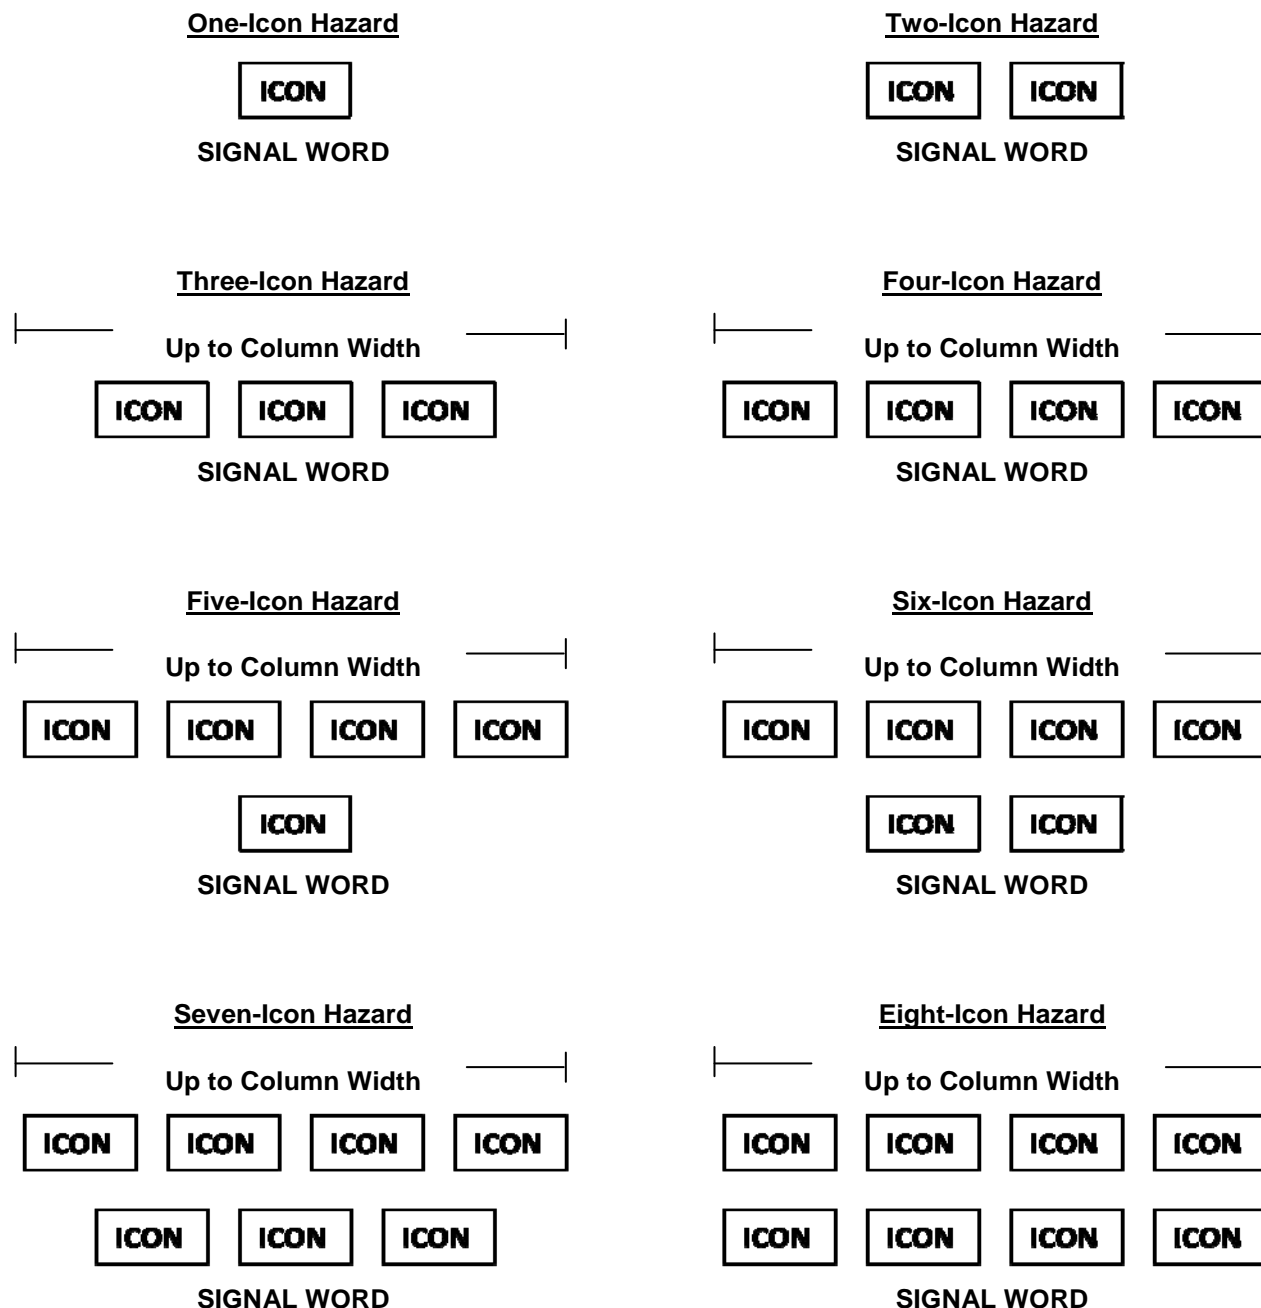 One-Icon Hazard
ICON
SIGNAL WORD
Two-Icon Hazard
ICON ICON
SIGNAL WORD
Three-Icon Hazard
Up to Column Width
ICON ICON ICON
SIGNAL WORD
Four-Icon Hazard
Up to Column Width
ICON ICON ICON ICON
SIGNAL WORD
Five-Icon Hazard
Up to Column Width
ICON ICON ICON ICON
ICON
SIGNAL WORD
Six-Icon Hazard
Up to Column Width
ICON ICON ICON ICON
ICON ICON
SIGNAL WORD
Seven-Icon Hazard
Up to Column Width
ICON ICON ICON ICON
ICON ICON ICON
SIGNAL WORD
Eight-Icon Hazard
Up to Column Width
ICON ICON ICON ICON
ICON ICON ICON ICON
SIGNAL WORD